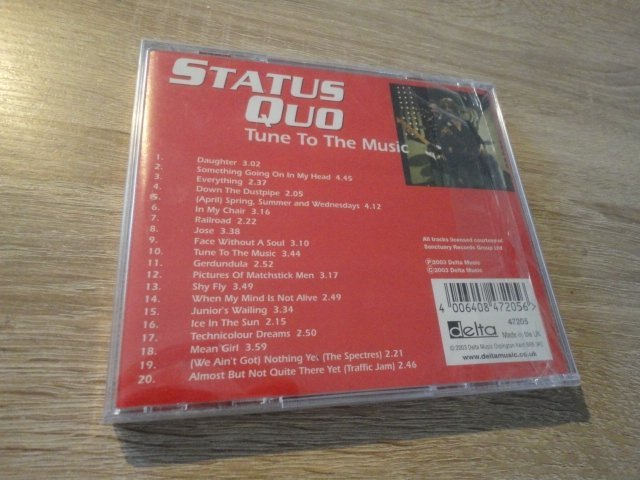 STATUS
QUO
Tune To The Music
1. Daughter 3.02
2. Something Going On In My Head 4.45
3. Everything 2.37
4. Down The Dustpipe 2.05
5. (April) Spring, Summer and Wednesdays 4.12
6. In My Chair 3.16
7. Railroad 2.22
8. Jose 3.38
9. Face Without A Soul 3.10
10. Tune To The Music 3.44
11. Gerdundula 2.52
12. Pictures Of Matchstick Men 3.17
13. Shy Fly 3.49
14. When My Mind Is Not Alive 2.49
15. Junior's Wailing 3.34
16. Ice In The Sun 2.15
17. Technicolour Dreams 2.50
18. Mean Girl 3.59
19. (We Ain't Got) Nothing Yet (The Spectres) 2.21
20. Almost But Not Quite There Yet (Traffic Jam) 2.46
All tracks licensed courtesy of
Sanctuary Records Group Ltd
℗2003 Delta Music
©2003 Delta Music
4 006408 472056>
delta
47205
Made in the UK
© 2003 Delta Music, Orpington Kent
www.deltamusic.co.uk